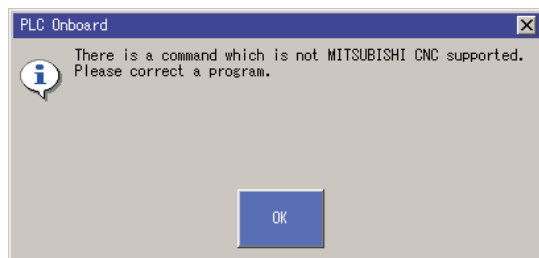 PLC Onboard
There is a command which is not MITSUBISHI CNC supported.
Please correct a program.
OK